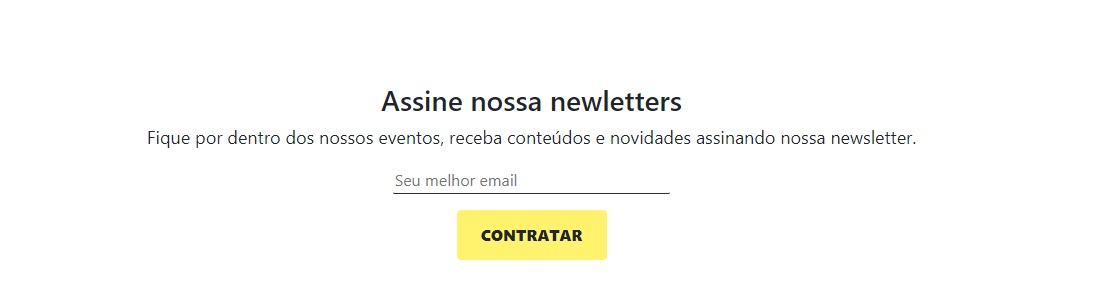 Assine nossa newletters
Fique por dentro dos nossos eventos, receba conteúdos e novidades assinando nossa newsletter.
Seu melhor email
CONTRATAR